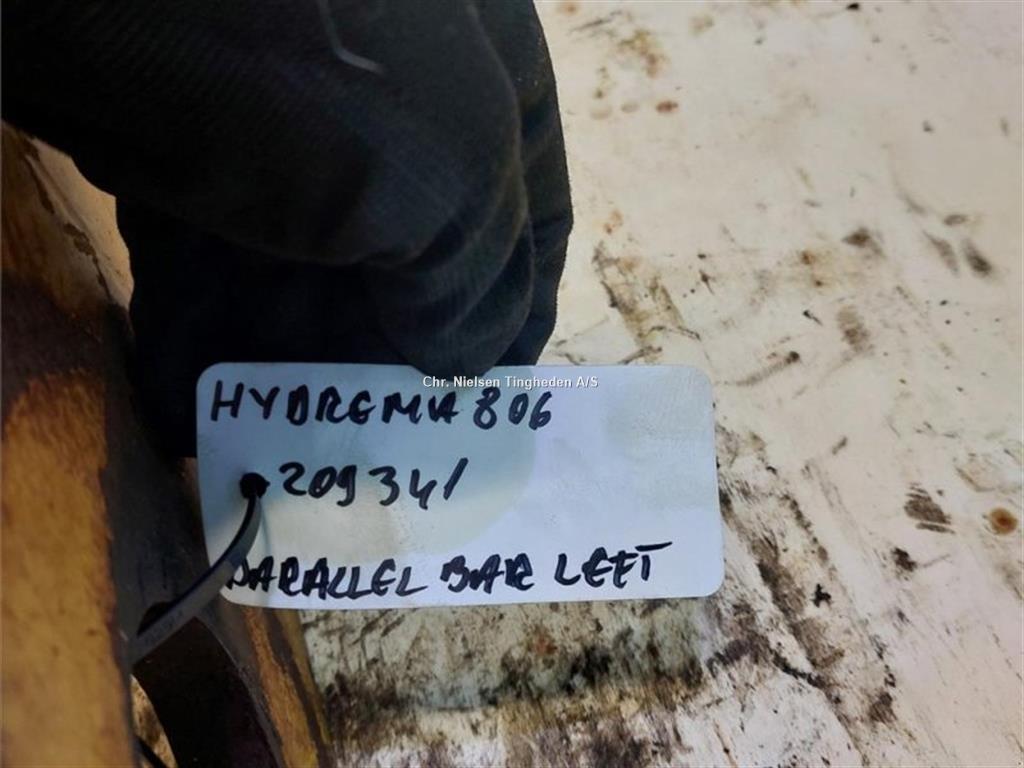 Chr. Nielsen Tingheden A/S
HYDREMA 806
209341
PARALLEL BAR LEFT